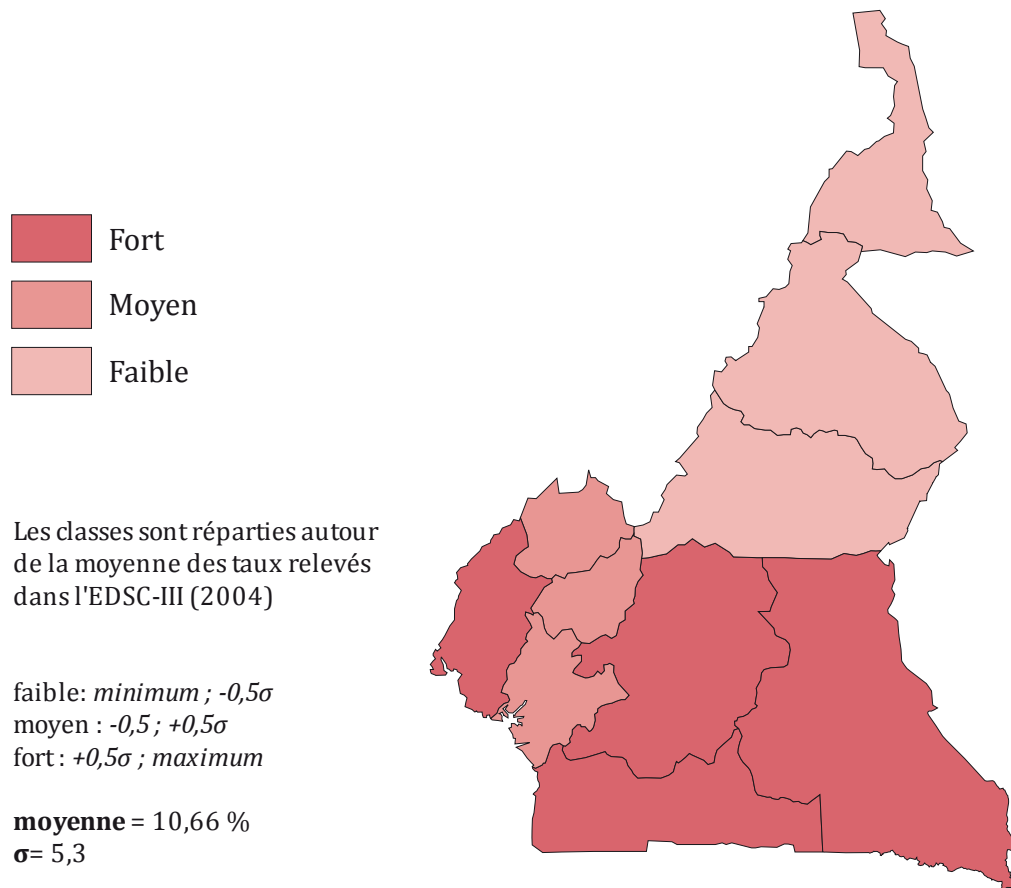 Fort
Moyen
Faible
Les classes sont réparties autour
de la moyenne des taux relevés
dans l'EDSC-III (2004)
faible: minimum ; -0,5σ
moyen : -0,5 ; +0,5σ
fort : +0,5σ ; maximum
moyenne = 10,66 %
σ= 5,3